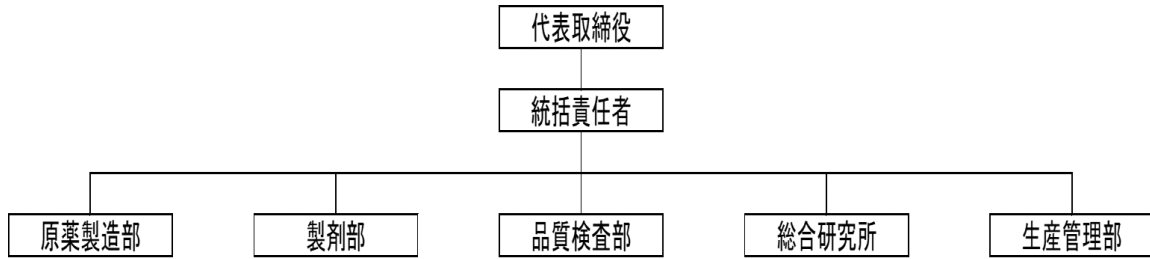 代表取締役
統括責任者
原薬製造部
製剤部
品質検査部
総合研究所
生産管理部